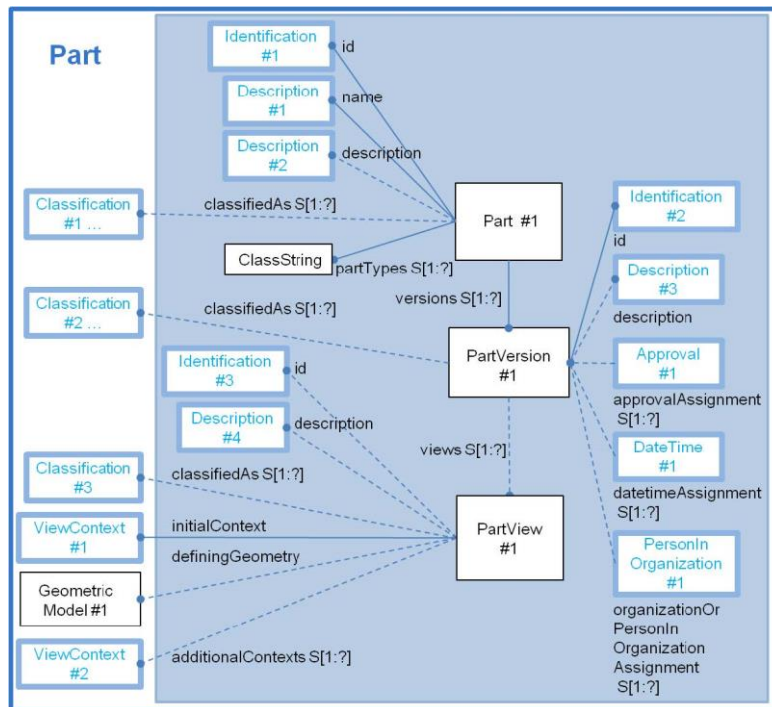 Part
Identification
#1
id
Description
#1
name
Description
#2
description
Classification
#1 ...
classifiedAs S[1:?]
Part #1
ClassString
partTypes S[1:?]
Identification
#2
id
versions S[1:?]
Description
#3
description
Classification
#2 ...
classifiedAs S[1:?]
PartVersion
#1
Identification
#3
id
Approval
#1
approvalAssignment
S[1:?]
Description
#4
description
views S[1:?]
DateTime
#1
datetimeAssignment
S[1:?]
Classification
#3
classifiedAs S[1:?]
ViewContext
#1
initialContext
PartView
#1
definingGeometry
Geometric
Model #1
PersonIn
Organization
#1
organizationOr
PersonIn
Organization
Assignment
S[1:?]
ViewContext
#2
additionalContexts S[1:?]